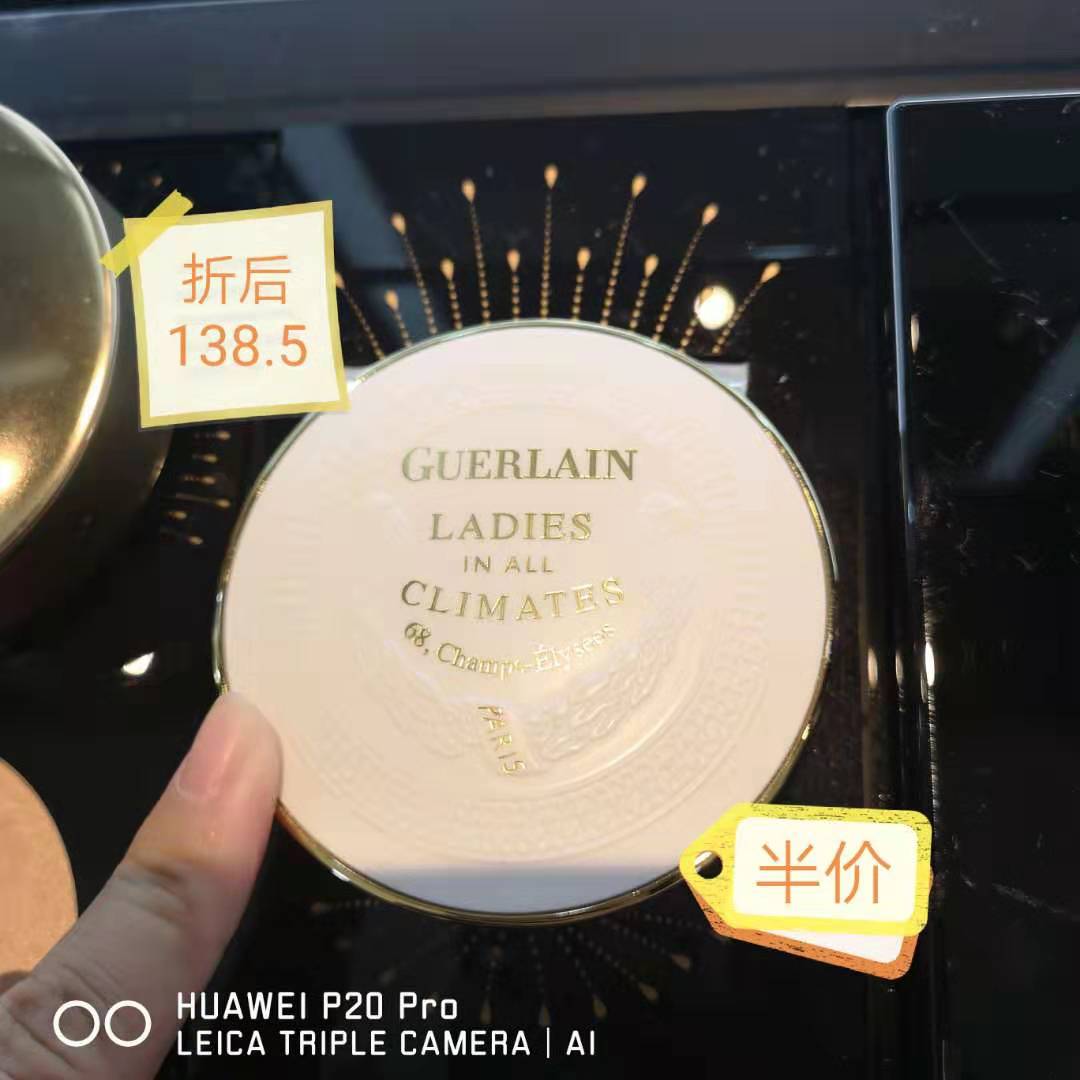 折后
138.5
GUERLAIN
LADIES
IN ALL
CLIMATES
68, Champs-Élysées
PARIS
半价
HUAWEI P20 Pro
LEICA TRIPLE CAMERA | AI